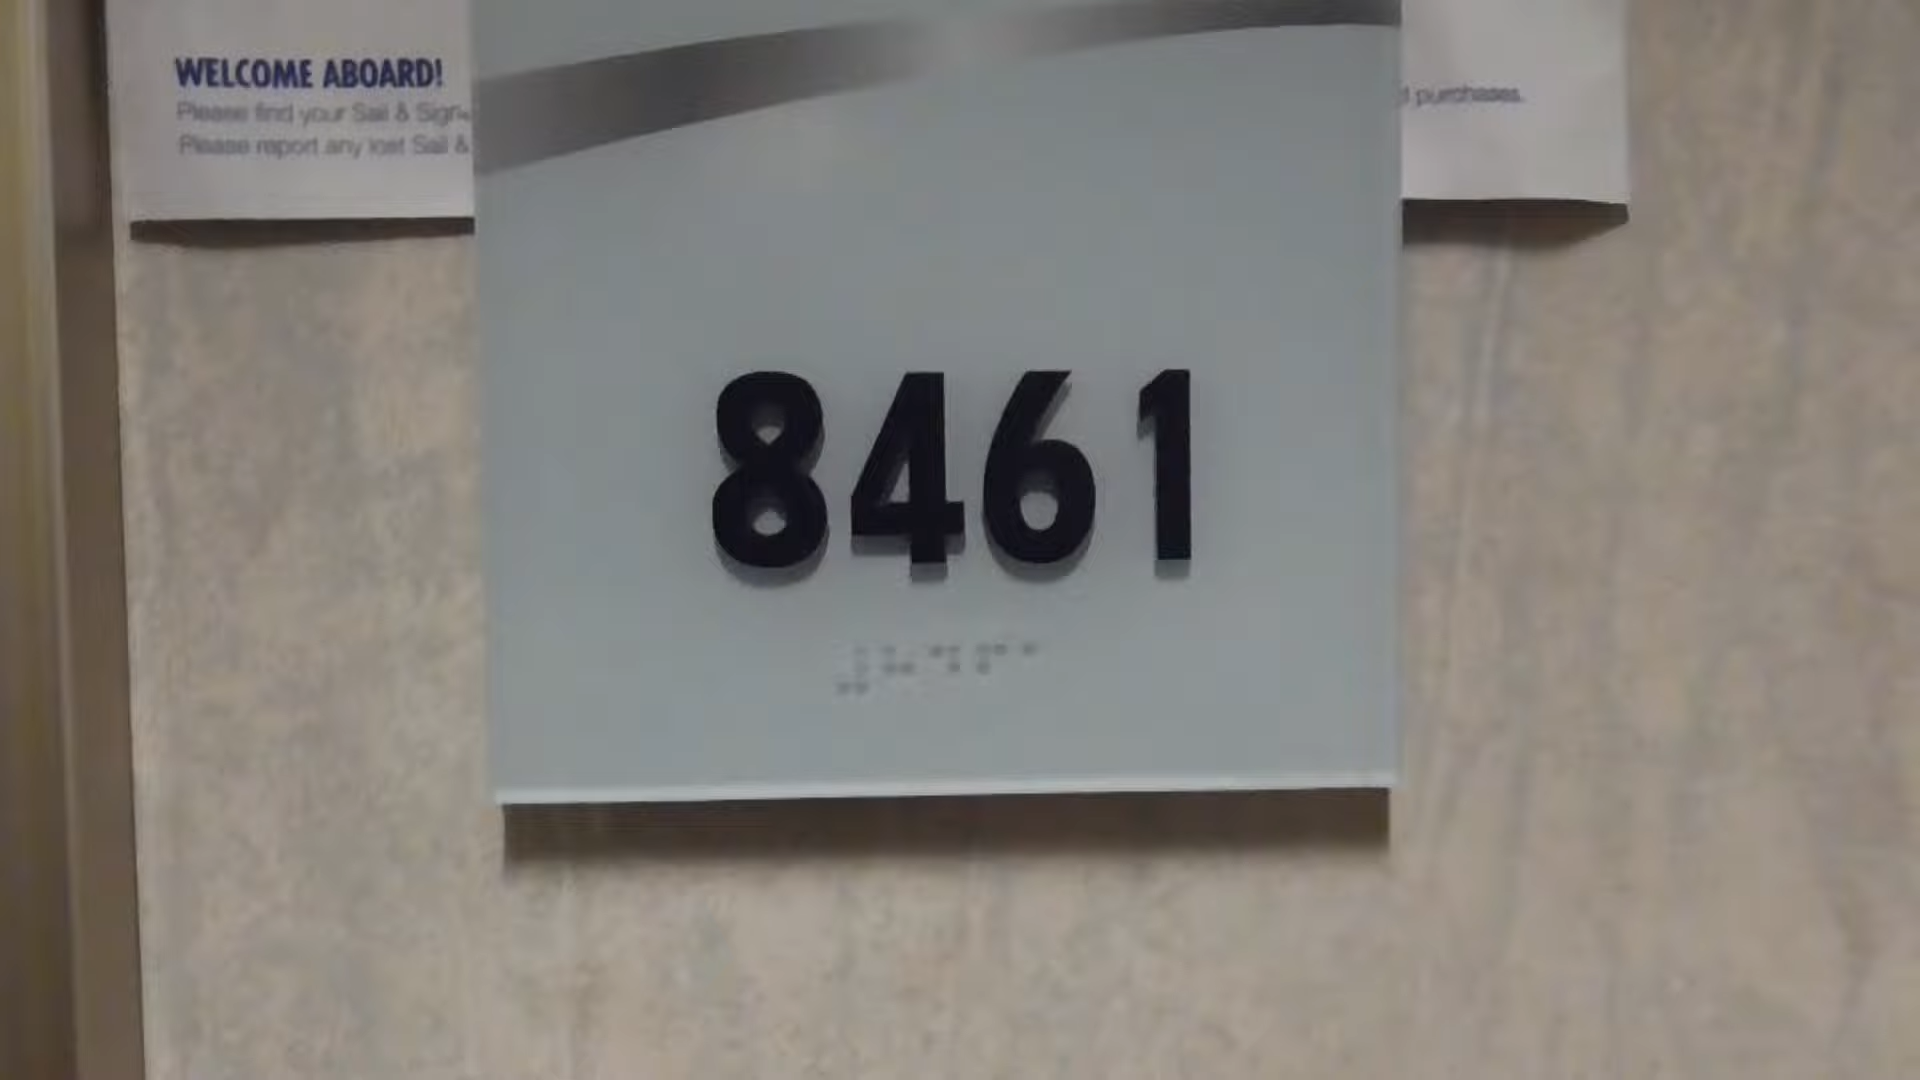 WELCOME ABOARD!
Please find your Sail & Sign
Please report any lost Sail &
purchases.
8461
⠼⠓⠙⠋⠁